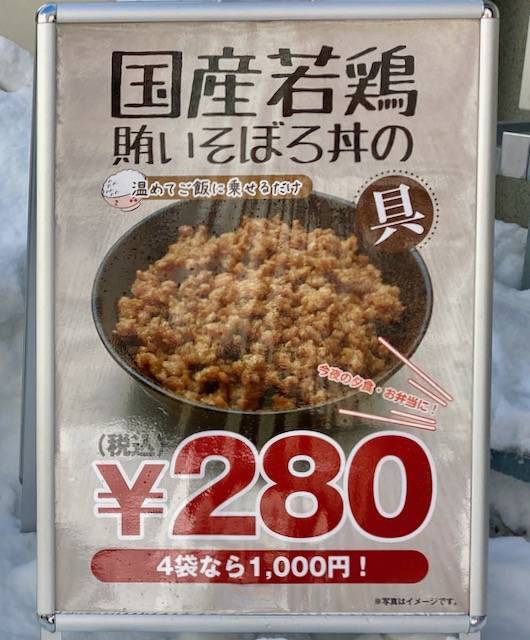 国産若鶏
賄いそぼろ丼の
具
温めてご飯に乗せるだけ
今夜の夕食・お弁当に！
(税込)
¥280
4袋なら1,000円！
※写真はイメージです。